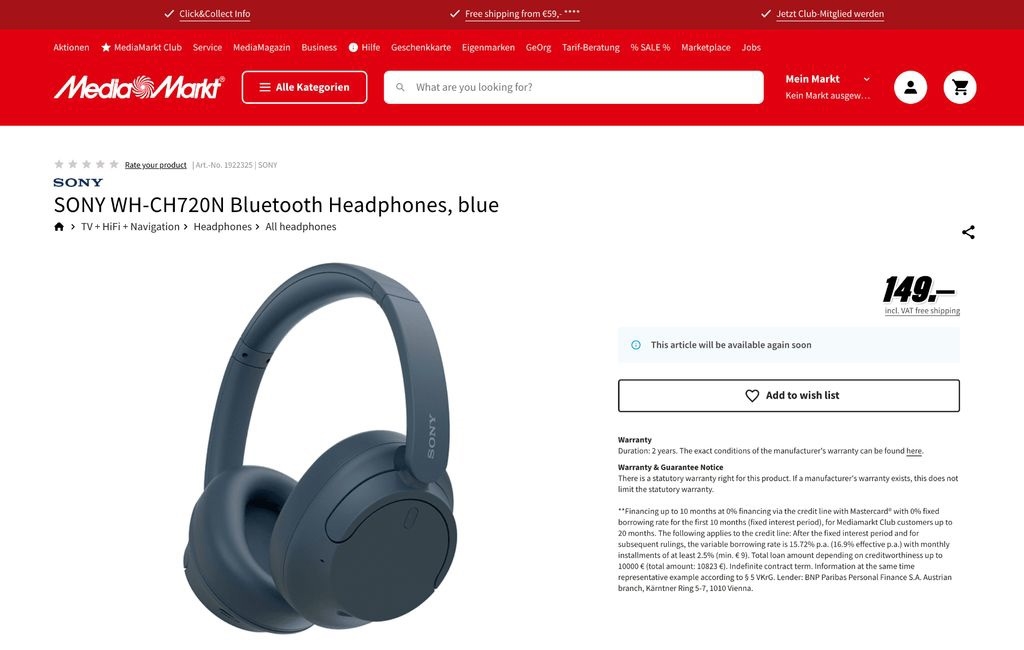 Click&Collect Info
Free shipping from €59,- ****
Jetzt Club-Mitglied werden
Aktionen MediaMarkt Club Service MediaMagazin Business Hilfe Geschenkkarte Eigenmarken GeOrg Tarif-Beratung % SALE % Marketplace Jobs
MediaMarkt
Alle Kategorien
What are you looking for?
Mein Markt
Kein Markt ausgew...
Rate your product | Art.-No. 1922325 | SONY
SONY
SONY WH-CH720N Bluetooth Headphones, blue
TV + HiFi + Navigation Headphones All headphones
SONY
149.–
incl. VAT free shipping
This article will be available again soon
Add to wish list
Warranty
Duration: 2 years. The exact conditions of the manufacturer's warranty can be found here.
Warranty & Guarantee Notice
There is a statutory warranty right for this product. If a manufacturer's warranty exists, this does not
limit the statutory warranty.
**Financing up to 10 months at 0% financing via the credit line with Mastercard® with 0% fixed
borrowing rate for the first 10 months (fixed interest period), for Mediamarkt Club customers up to
20 months. The following applies to the credit line: After the fixed interest period and for
subsequent rulings, the variable borrowing rate is 15.72% p.a. (16.9% effective p.a.) with monthly
installments of at least 2.5% (min. € 9). Total loan amount depending on creditworthiness up to
10000 € (total amount: 10823 €). Indefinite contract term. Information at the same time
representative example according to § 5 VKrG. Lender: BNP Paribas Personal Finance S.A. Austrian
branch, Kärntner Ring 5-7, 1010 Vienna.